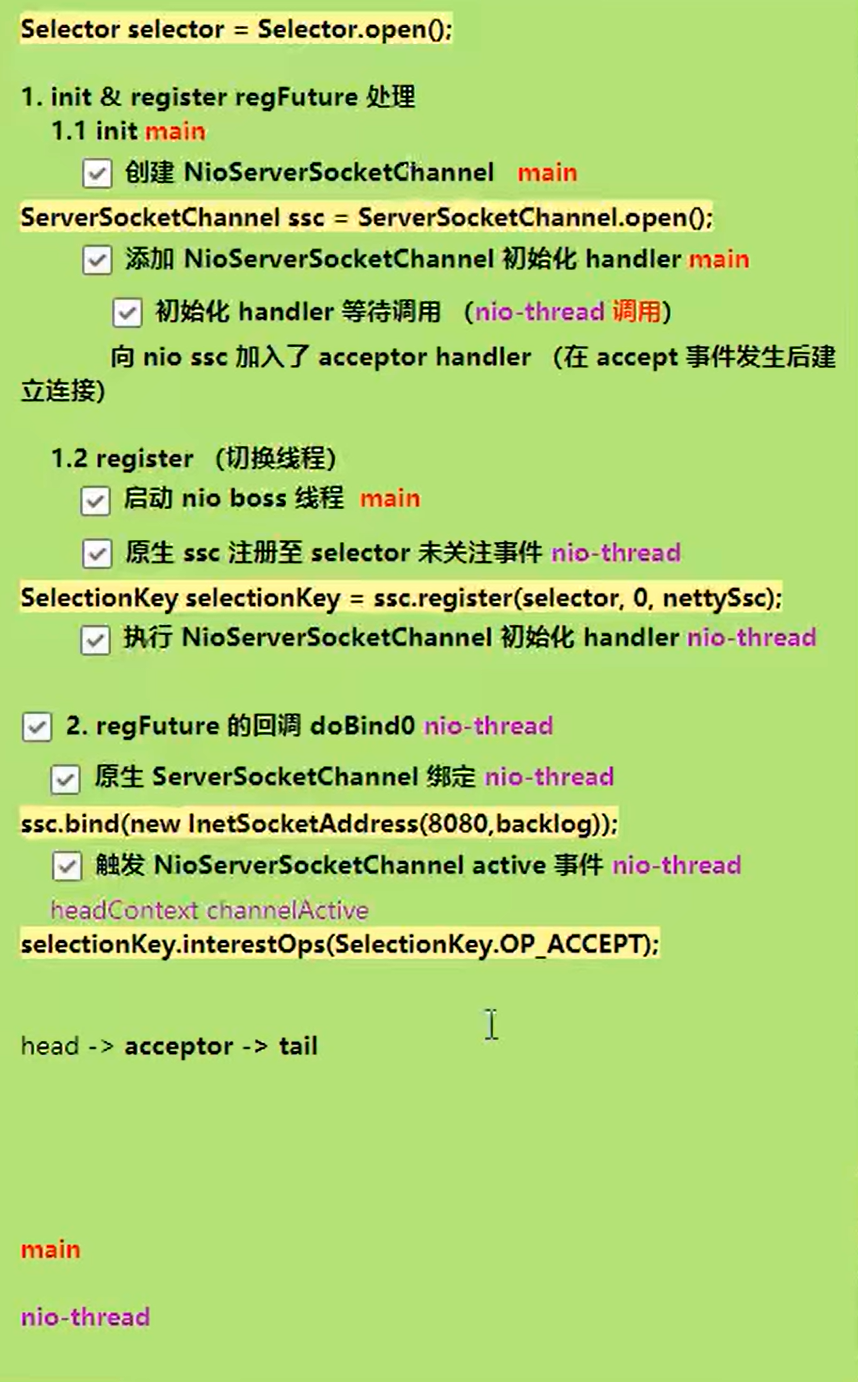 Selector selector = Selector.open();
1. init & register regFuture 处理
1.1 init main
创建 NioServerSocketChannel main
ServerSocketChannel ssc = ServerSocketChannel.open();
添加 NioServerSocketChannel 初始化 handler main
初始化 handler 等待调用 （nio-thread 调用）
向 nio ssc 加入了 acceptor handler （在 accept 事件发生后建
立连接）
1.2 register （切换线程）
启动 nio boss 线程 main
原生 ssc 注册至 selector 未关注事件 nio-thread
SelectionKey selectionKey = ssc.register(selector, 0, nettySsc);
执行 NioServerSocketChannel 初始化 handler nio-thread
2. regFuture 的回调 doBind0 nio-thread
原生 ServerSocketChannel 绑定 nio-thread
ssc.bind(new InetSocketAddress(8080,backlog));
触发 NioServerSocketChannel active 事件 nio-thread
headContext channelActive
selectionKey.interestOps(SelectionKey.OP_ACCEPT);
head -> acceptor -> tail
main
nio-thread